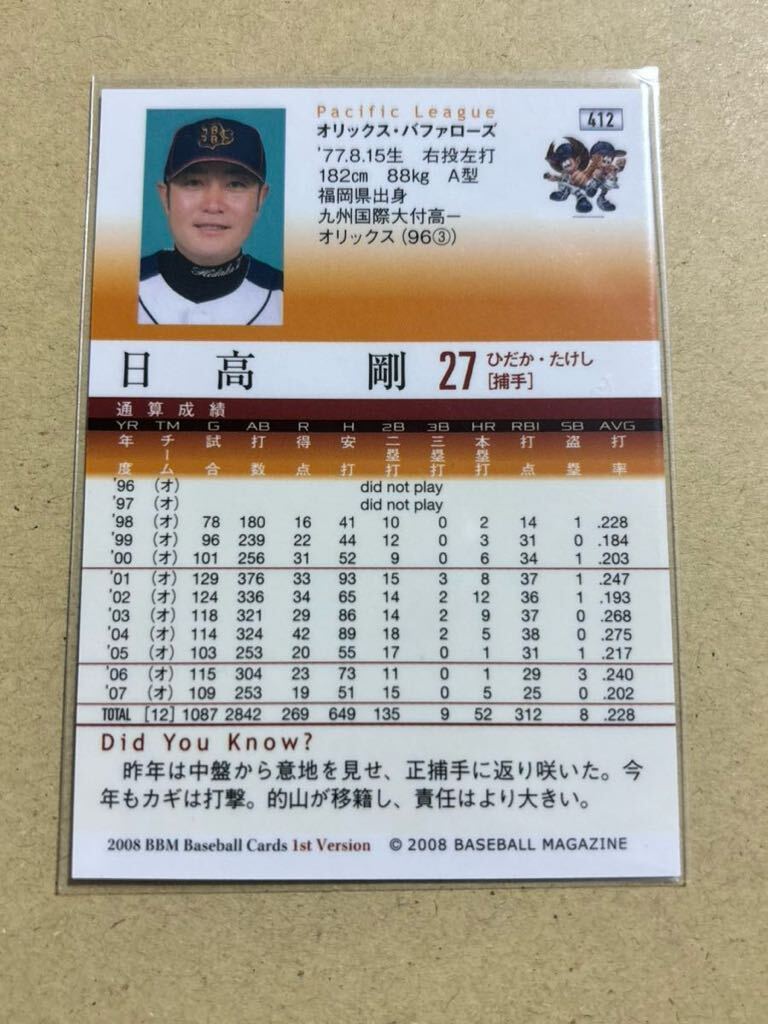 Pacific League
412
オリックス・バファローズ
'77.8.15生 右投左打
182cm 88kg A型
福岡県出身
九州国際大付高ー
オリックス (96③)
Hidaka
日高 剛 27 ひだか・たけし
[捕手]
通算成績
YR TM G AB R H 2B 3B HR RBI SB AVG
年度 チーム 試合 打数 得点 安打 二塁打 三塁打 本塁打 打点 盗塁 打率
'96 (オ) did not play
'97 (オ) did not play
'98 (オ) 78 180 16 41 10 0 2 14 1 .228
'99 (オ) 96 239 22 44 12 0 3 31 0 .184
'00 (オ) 101 256 31 52 9 0 6 34 1 .203
'01 (オ) 129 376 33 93 15 3 8 37 1 .247
'02 (オ) 124 336 34 65 14 2 12 36 1 .193
'03 (オ) 118 321 29 86 14 2 9 37 0 .268
'04 (オ) 114 324 42 89 18 2 5 38 0 .275
'05 (オ) 103 253 20 55 17 0 1 31 1 .217
'06 (オ) 115 304 23 73 11 0 1 29 3 .240
'07 (オ) 109 253 19 51 15 0 5 25 0 .202
TOTAL [12] 1087 2842 269 649 135 9 52 312 8 .228
Did You Know?
昨年は中盤から意地を見せ、正捕手に返り咲いた。今
年もカギは打撃。的山が移籍し、責任はより大きい。
2008 BBM Baseball Cards 1st Version © 2008 BASEBALL MAGAZINE